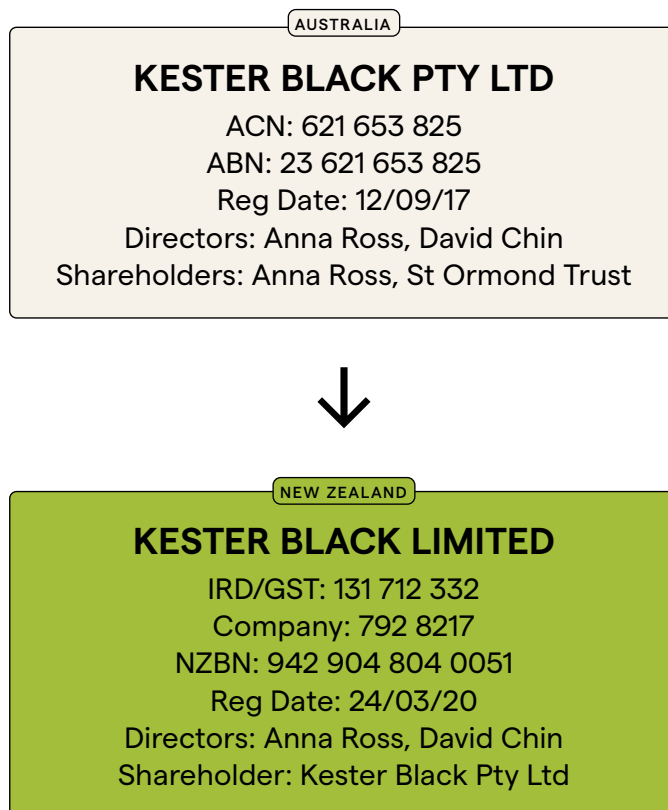 AUSTRALIA
KESTER BLACK PTY LTD
ACN: 621 653 825
ABN: 23 621 653 825
Reg Date: 12/09/17
Directors: Anna Ross, David Chin
Shareholders: Anna Ross, St Ormond Trust
NEW ZEALAND
KESTER BLACK LIMITED
IRD/GST: 131 712 332
Company: 792 8217
NZBN: 942 904 804 0051
Reg Date: 24/03/20
Directors: Anna Ross, David Chin
Shareholder: Kester Black Pty Ltd